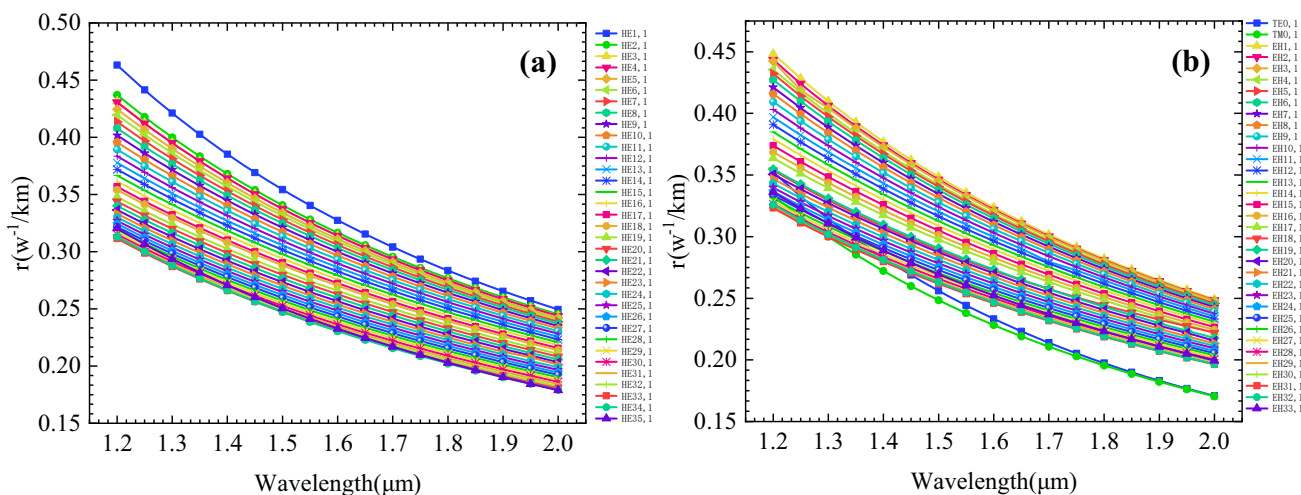 (a)
r(w⁻¹/km)
0.50
0.45
0.40
0.35
0.30
0.25
0.20
0.15
1.2 1.3 1.4 1.5 1.6 1.7 1.8 1.9 2.0
Wavelength(μm)
HE1,1
HE2,1
HE3,1
HE4,1
HE5,1
HE6,1
HE7,1
HE8,1
HE9,1
HE10,1
HE11,1
HE12,1
HE13,1
HE14,1
HE15,1
HE16,1
HE17,1
HE18,1
HE19,1
HE20,1
HE21,1
HE22,1
HE23,1
HE24,1
HE25,1
HE26,1
HE27,1
HE28,1
HE29,1
HE30,1
HE31,1
HE32,1
HE33,1
HE34,1
HE35,1
(b)
r(w⁻¹/km)
0.45
0.40
0.35
0.30
0.25
0.20
0.15
1.2 1.3 1.4 1.5 1.6 1.7 1.8 1.9 2.0
Wavelength(μm)
TE0,1
TM0,1
EH1,1
EH2,1
EH3,1
EH4,1
EH5,1
EH6,1
EH7,1
EH8,1
EH9,1
EH10,1
EH11,1
EH12,1
EH13,1
EH14,1
EH15,1
EH16,1
EH17,1
EH18,1
EH19,1
EH20,1
EH21,1
EH22,1
EH23,1
EH24,1
EH25,1
EH26,1
EH27,1
EH28,1
EH29,1
EH30,1
EH31,1
EH32,1
EH33,1